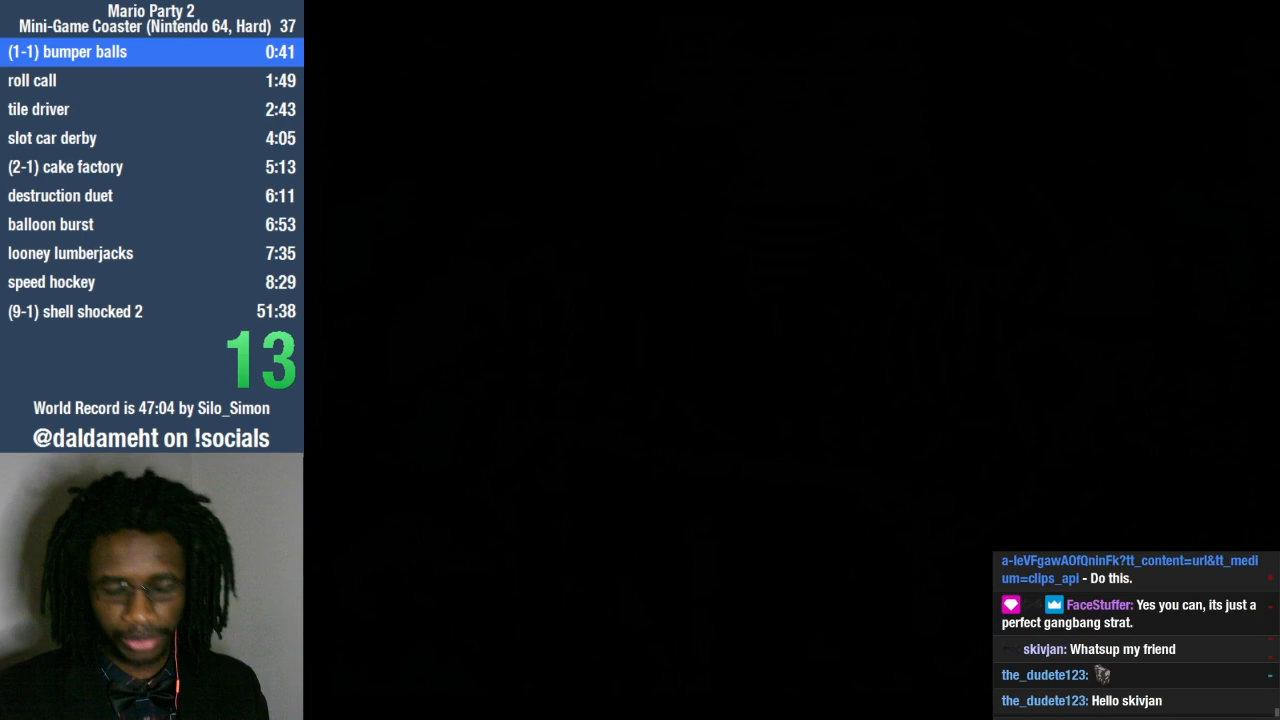 Mario Party 2
Mini-Game Coaster (Nintendo 64, Hard) 37
(1-1) bumper balls 0:41
roll call 1:49
tile driver 2:43
slot car derby 4:05
(2-1) cake factory 5:13
destruction duet 6:11
balloon burst 6:53
looney lumberjacks 7:35
speed hockey 8:29
(9-1) shell shocked 2 51:38
13
World Record is 47:04 by Silo_Simon
@daldameht on !socials
a-IeVFgawAOfQninFk?tt_content=url&tt_medi
um=clips_api - Do this.
FaceStuffer: Yes you can, its just a
perfect gangbang strat.
skivjan: Whatsup my friend
the_dudete123:
the_dudete123: Hello skivjan